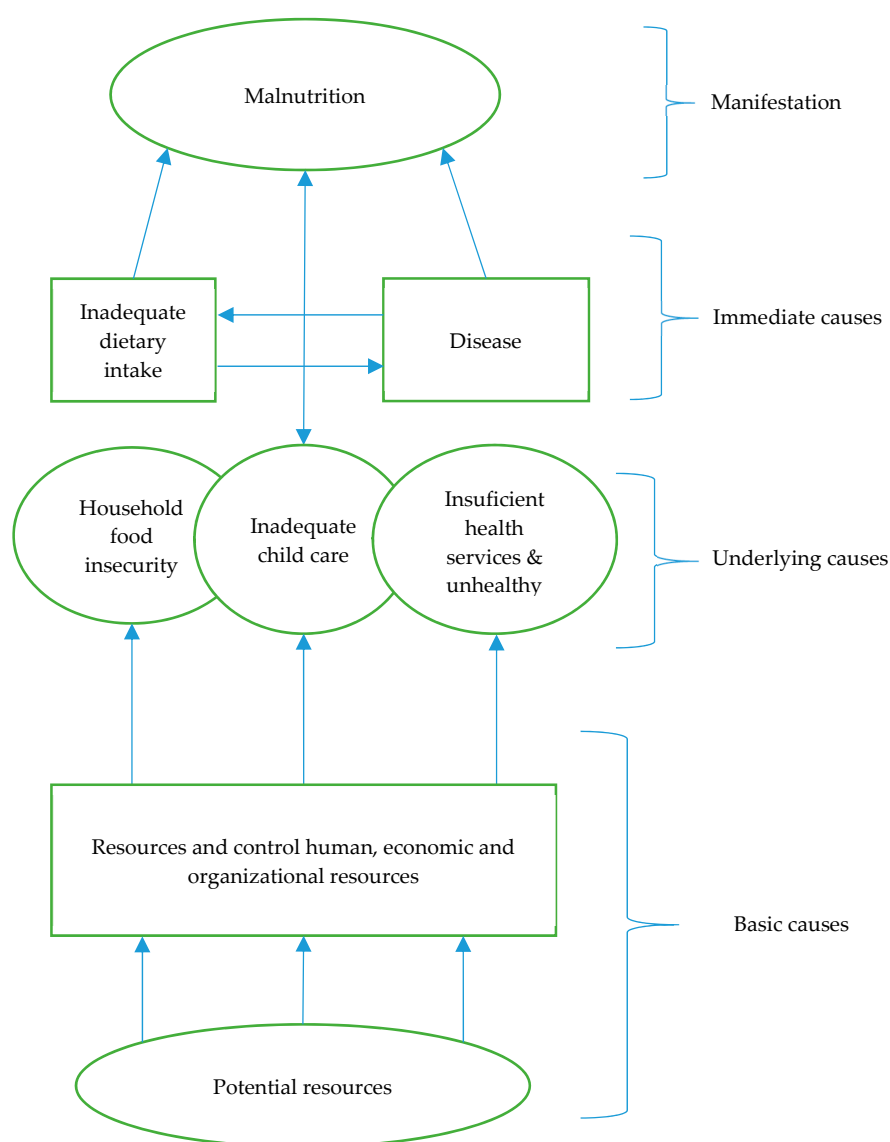 Malnutrition
Manifestation
Inadequate
dietary
intake
Disease
Immediate causes
Household
food
insecurity
Inadequate
child care
Insuficient
health
services &
unhealthy
Underlying causes
Resources and control human, economic and
organizational resources
Basic causes
Potential resources